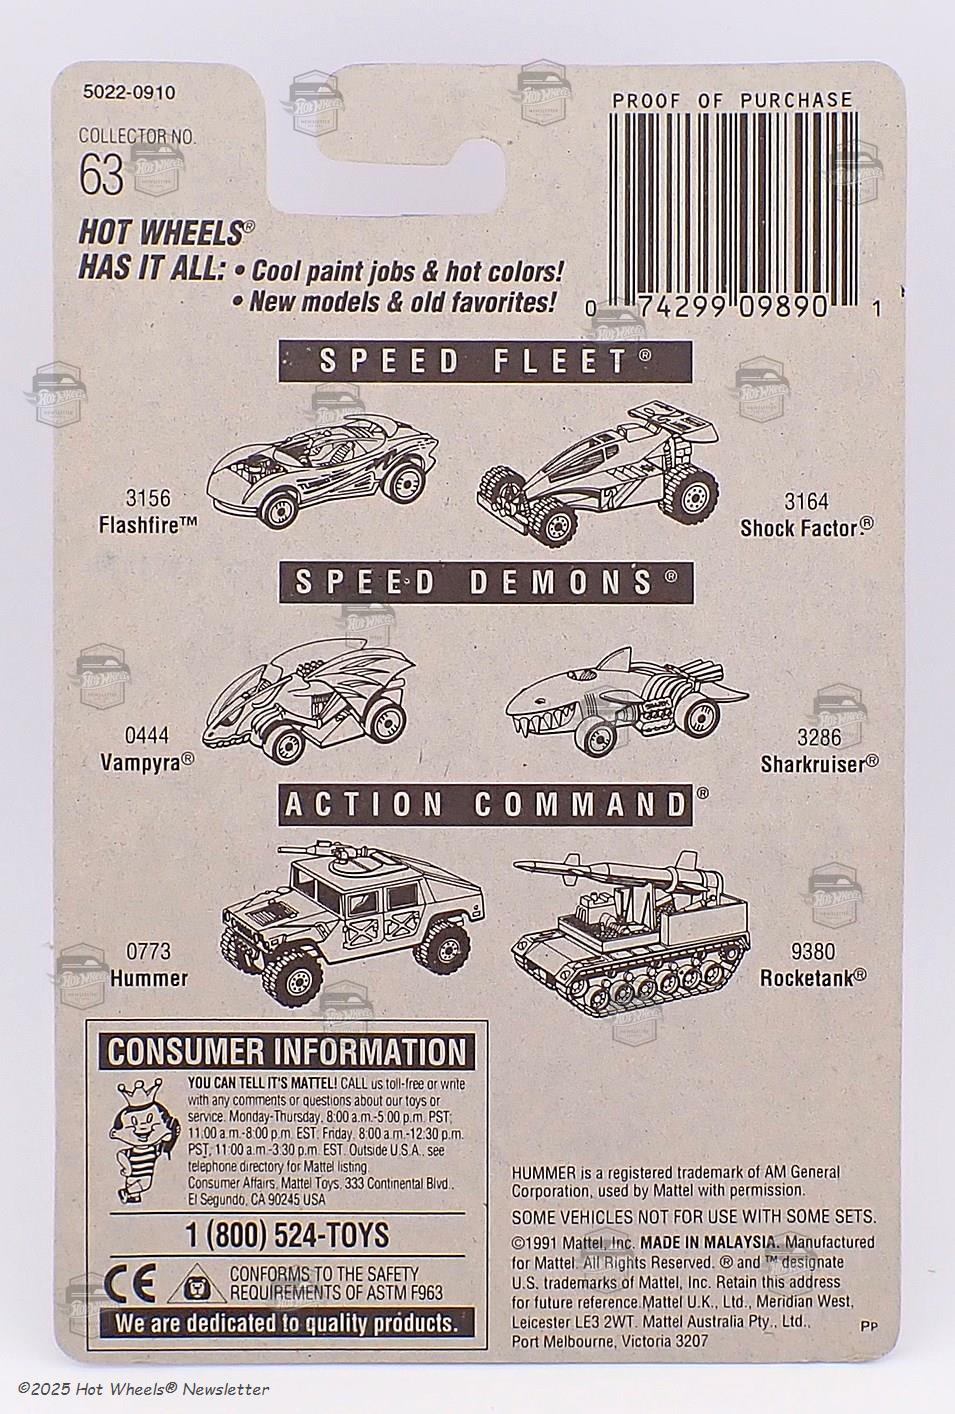 5022-0910
COLLECTOR NO.
63
PROOF OF PURCHASE
0 74299 09890 1
HOT WHEELS®
HAS IT ALL: • Cool paint jobs & hot colors!
• New models & old favorites!
SPEED FLEET®
3156
Flashfire™
3164
Shock Factor®
SPEED DEMONS®
0444
Vampyra®
3286
Sharkruiser®
ACTION COMMAND®
0773
Hummer
9380
Rocketank®
CONSUMER INFORMATION
YOU CAN TELL IT'S MATTEL! CALL us toll-free or write
with any comments or questions about our toys or
service. Monday-Thursday, 8:00 a.m.-5:00 p.m. PST;
11:00 a.m.-8:00 p.m. EST. Friday, 8:00 a.m.-12:30 p.m.
PST; 11:00 a.m.-3:30 p.m. EST. Outside U.S.A., see
telephone directory for Mattel listing.
Consumer Affairs, Mattel Toys, 333 Continental Blvd.,
El Segundo, CA 90245 USA
1 (800) 524-TOYS
CE
CONFORMS TO THE SAFETY
REQUIREMENTS OF ASTM F963
We are dedicated to quality products.
HUMMER is a registered trademark of AM General
Corporation, used by Mattel with permission.
SOME VEHICLES NOT FOR USE WITH SOME SETS.
©1991 Mattel, Inc. MADE IN MALAYSIA. Manufactured
for Mattel. All Rights Reserved. ® and ™ designate
U.S. trademarks of Mattel, Inc. Retain this address
for future reference.Mattel U.K., Ltd., Meridian West,
Leicester LE3 2WT. Mattel Australia Pty., Ltd.,
Port Melbourne, Victoria 3207
PP
©2025 Hot Wheels® Newsletter